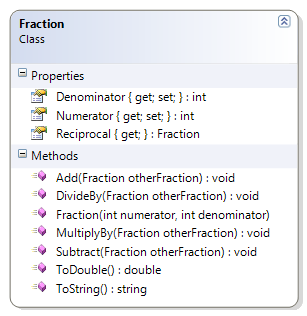 Fraction
Class
Properties
Denominator { get; set; } : int
Numerator { get; set; } : int
Reciprocal { get; } : Fraction
Methods
Add(Fraction otherFraction) : void
DivideBy(Fraction otherFraction) : void
Fraction(int numerator, int denominator)
MultiplyBy(Fraction otherFraction) : void
Subtract(Fraction otherFraction) : void
ToDouble() : double
ToString() : string